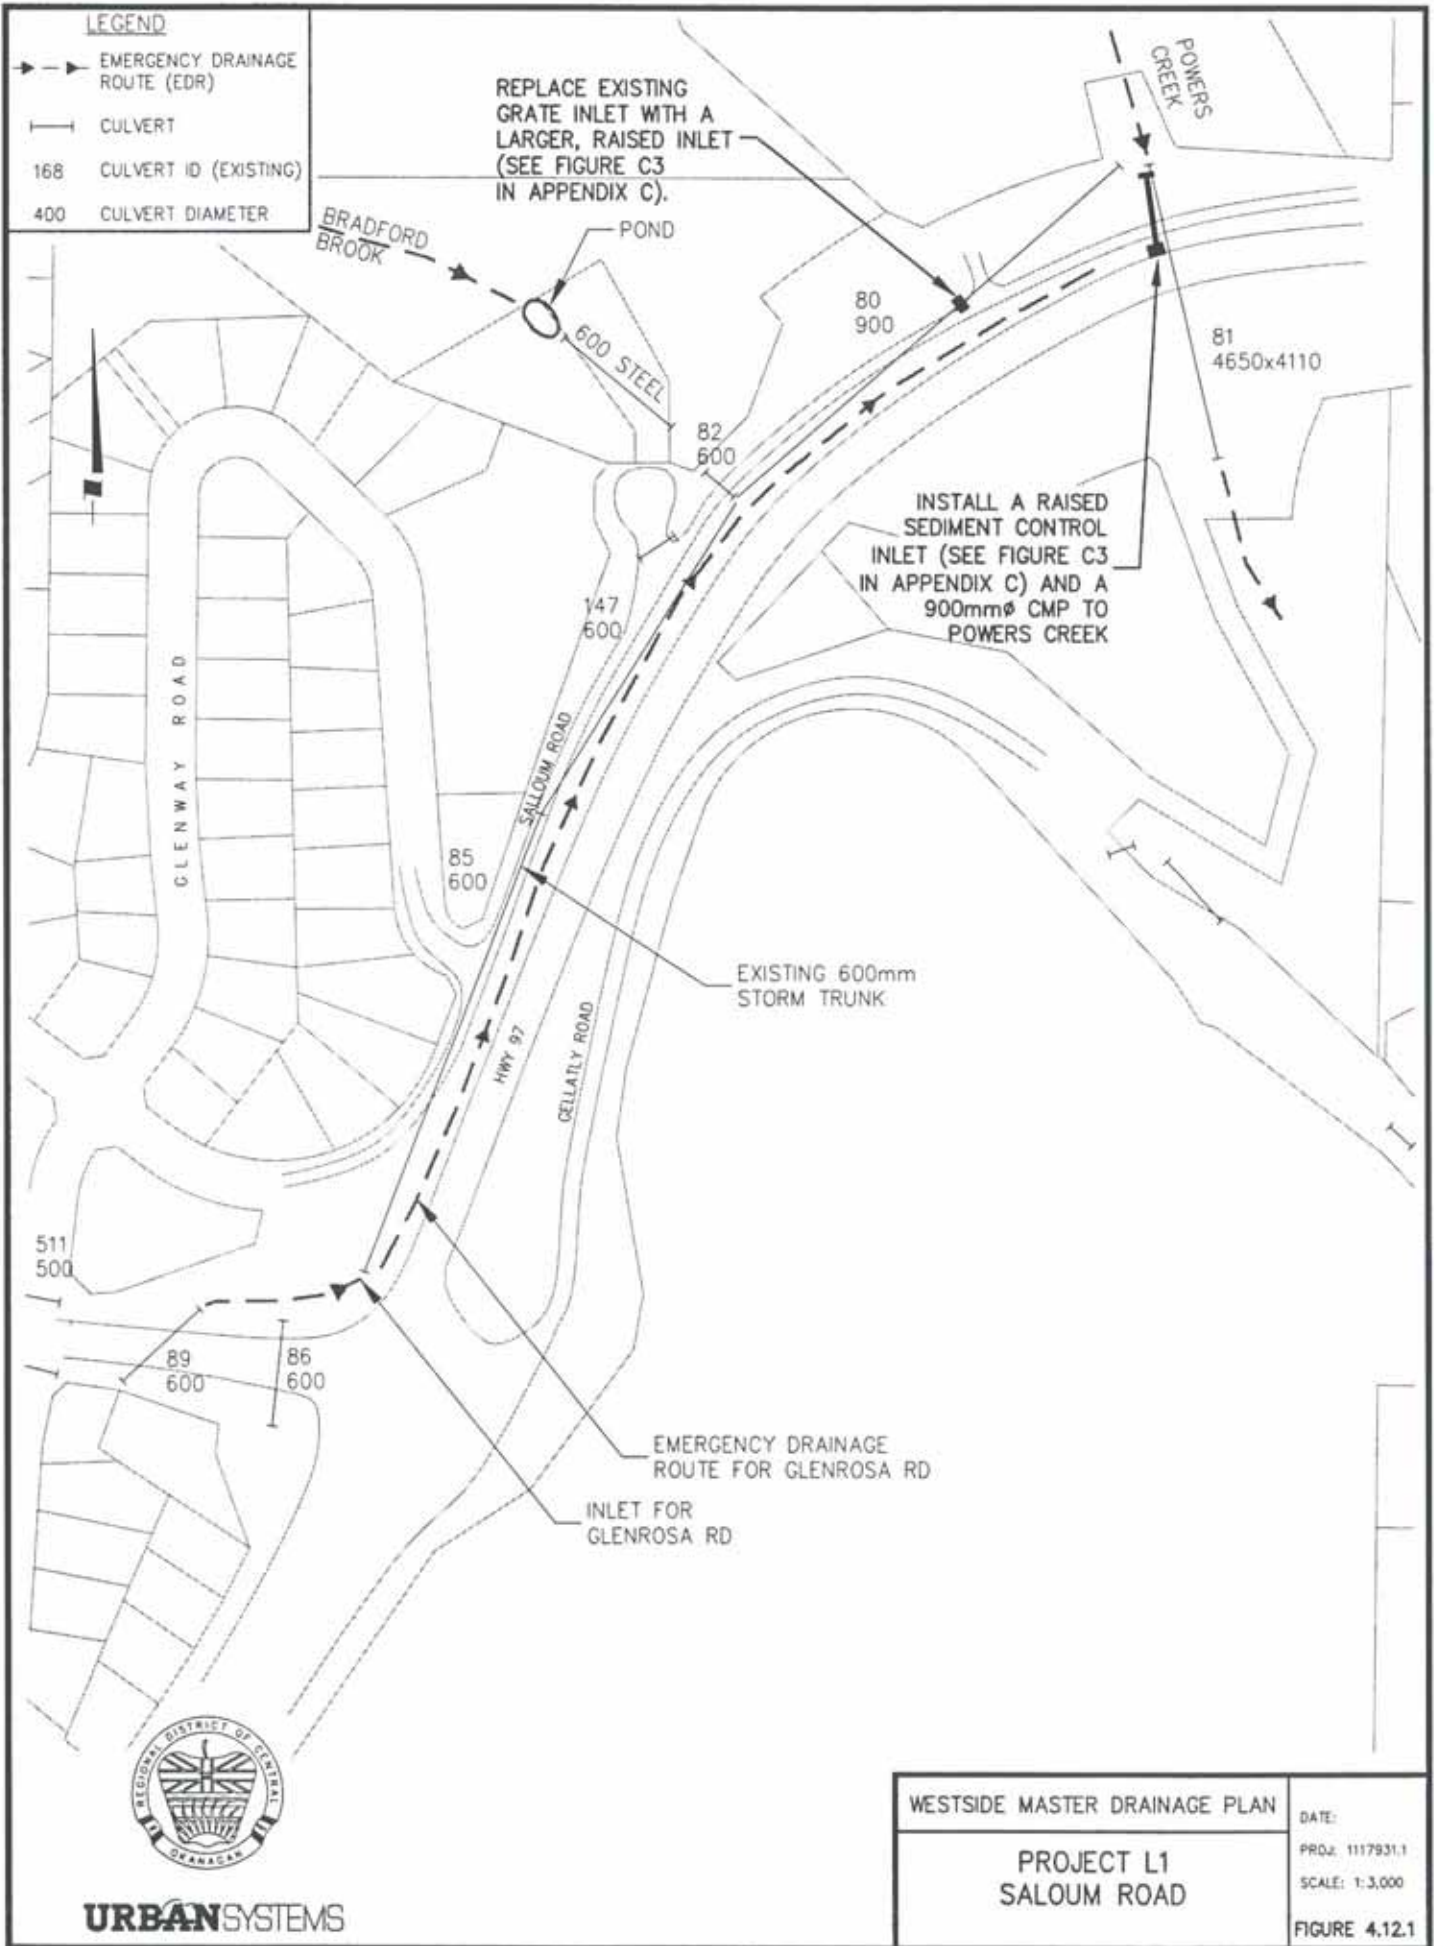 LEGEND
EMERGENCY DRAINAGE
ROUTE (EDR)
CULVERT
168 CULVERT ID (EXISTING)
400 CULVERT DIAMETER
REPLACE EXISTING
GRATE INLET WITH A
LARGER, RAISED INLET
(SEE FIGURE C3
IN APPENDIX C).
POWERS
CREEK
BRADFORD
BROOK
POND
600 STEEL
80
900
81
4650x4110
82
600
INSTALL A RAISED
SEDIMENT CONTROL
INLET (SEE FIGURE C3
IN APPENDIX C) AND A
900mmø CMP TO
POWERS CREEK
147
600
GLENWAY ROAD
SALLOUM ROAD
85
600
EXISTING 600mm
STORM TRUNK
HWY 97
GELLATLY ROAD
511
500
89
600
86
600
EMERGENCY DRAINAGE
ROUTE FOR GLENROSA RD
INLET FOR
GLENROSA RD
REGIONAL DISTRICT OF CENTRAL
OKANAGAN
URBANSYSTEMS
WESTSIDE MASTER DRAINAGE PLAN
PROJECT L1
SALOUM ROAD
DATE:
PROJ: 1117931.1
SCALE: 1:3,000
FIGURE 4.12.1